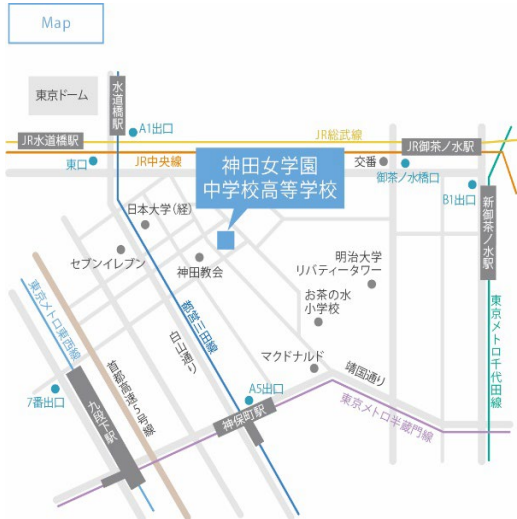 Map
東京ドーム
水道橋駅
A1出口
JR水道橋駅
JR総武線
JR御茶ノ水駅
東口
JR中央線
神田女学園
中学校高等学校
交番
御茶ノ水橋口
B1出口
新御茶ノ水駅
日本大学(経)
セブンイレブン
神田教会
明治大学
リバティータワー
お茶の水
小学校
東京メトロ東西線
首都高速5号線
白山通り
マクドナルド
靖国通り
東京メトロ千代田線
7番出口
九段下駅
A5出口
神保町駅
東京メトロ半蔵門線